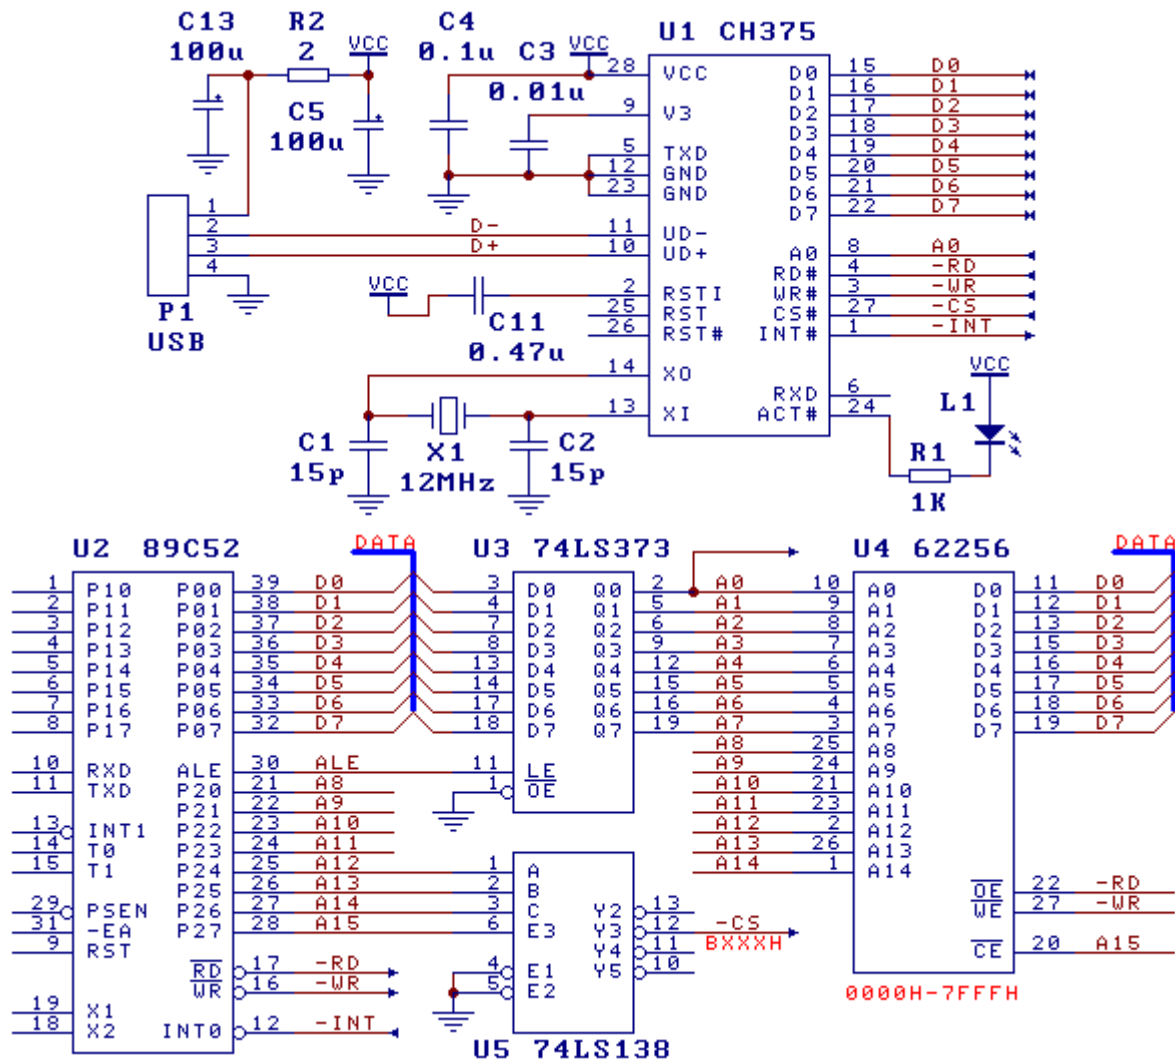 C13
100u
R2
2
VCC
C5
100u
C4
0.1u
C3
0.01u
VCC
U1 CH375
28 VCC D0 15 D0
D1 16 D1
9 V3 D2 17 D2
D3 18 D3
5 TXD D4 19 D4
12 GND D5 20 D5
23 GND D6 21 D6
D7 22 D7
D- 11 UD-
D+ 10 UD+ A0 8 A0
RD# 4 -RD
2 RSTI WR# 3 -WR
25 RST CS# 27 -CS
26 RST# INT# 1 -INT
14 XO
RXD 6
13 XI ACT# 24
1
2
3
4
P1
USB
VCC
C11
0.47u
C1
15p
X1
12MHz
C2
15p
VCC
L1
R1
1K
U2 89C52
DATA
1 P10 P00 39 D0
2 P11 P01 38 D1
3 P12 P02 37 D2
4 P13 P03 36 D3
5 P14 P04 35 D4
6 P15 P05 34 D5
7 P16 P06 33 D6
8 P17 P07 32 D7
10 RXD ALE 30 ALE
11 TXD P20 21 A8
P21 22 A9
13 INT1 P22 23 A10
14 T0 P23 24 A11
15 T1 P24 25 A12
P25 26 A13
29 PSEN P26 27 A14
31 -EA P27 28 A15
9 RST
RD 17 -RD
WR 16 -WR
19 X1
18 X2 INT0 12 -INT
U3 74LS373
3 D0 Q0 2 A0
4 D1 Q1 5 A1
7 D2 Q2 6 A2
8 D3 Q3 9 A3
13 D4 Q4 12 A4
14 D5 Q5 15 A5
17 D6 Q6 16 A6
18 D7 Q7 19 A7
11 LE
1 OE
1 A
2 B
3 C Y2 13
6 E3 Y3 12 -CS
BXXXH
Y4 11
4 E1 Y5 10
5 E2
U5 74LS138
U4 62256
DATA
10 A0 D0 11 D0
9 A1 D1 12 D1
8 A2 D2 13 D2
7 A3 D3 15 D3
6 A4 D4 16 D4
5 A5 D5 17 D5
4 A6 D6 18 D6
3 A7 D7 19 D7
A8 25 A8
A9 24 A9
A10 21 A10
A11 23 A11
A12 2 A12
A13 26 A13
A14 1 A14
OE 22 -RD
WE 27 -WR
CE 20 A15
0000H-7FFFH